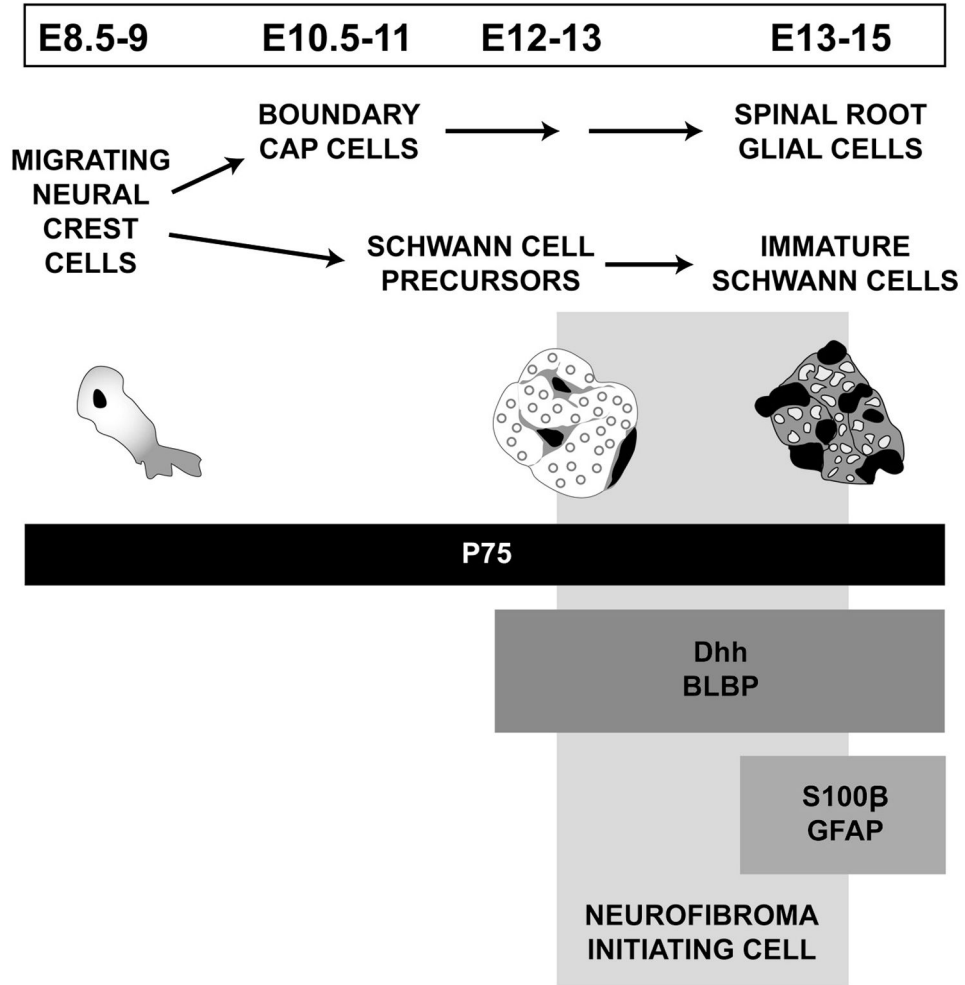 E8.5-9 E10.5-11 E12-13 E13-15
BOUNDARY
CAP CELLS
SPINAL ROOT
GLIAL CELLS
MIGRATING
NEURAL
CREST
CELLS
SCHWANN CELL
PRECURSORS
IMMATURE
SCHWANN CELLS
P75
Dhh
BLBP
S100β
GFAP
NEUROFIBROMA
INITIATING CELL